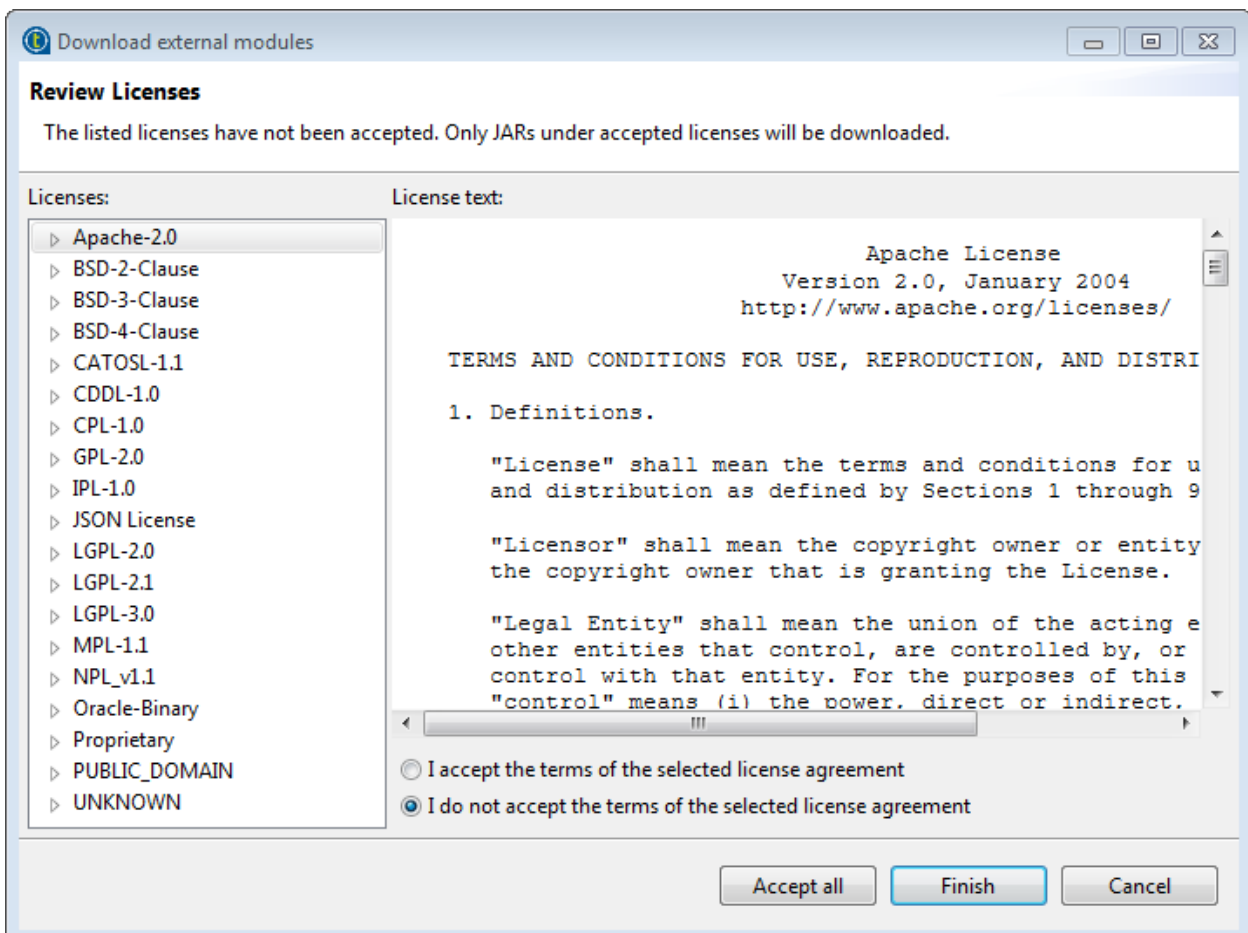 Download external modules
Review Licenses
The listed licenses have not been accepted. Only JARs under accepted licenses will be downloaded.
Licenses:
Apache-2.0
BSD-2-Clause
BSD-3-Clause
BSD-4-Clause
CATOSL-1.1
CDDL-1.0
CPL-1.0
GPL-2.0
IPL-1.0
JSON License
LGPL-2.0
LGPL-2.1
LGPL-3.0
MPL-1.1
NPL_v1.1
Oracle-Binary
Proprietary
PUBLIC_DOMAIN
UNKNOWN
License text:
Apache License
Version 2.0, January 2004
http://www.apache.org/licenses/
TERMS AND CONDITIONS FOR USE, REPRODUCTION, AND DISTRI
1. Definitions.
"License" shall mean the terms and conditions for u
and distribution as defined by Sections 1 through 9
"Licensor" shall mean the copyright owner or entity
the copyright owner that is granting the License.
"Legal Entity" shall mean the union of the acting e
other entities that control, are controlled by, or
control with that entity. For the purposes of this
"control" means (i) the power, direct or indirect,
I accept the terms of the selected license agreement
I do not accept the terms of the selected license agreement
Accept all
Finish
Cancel